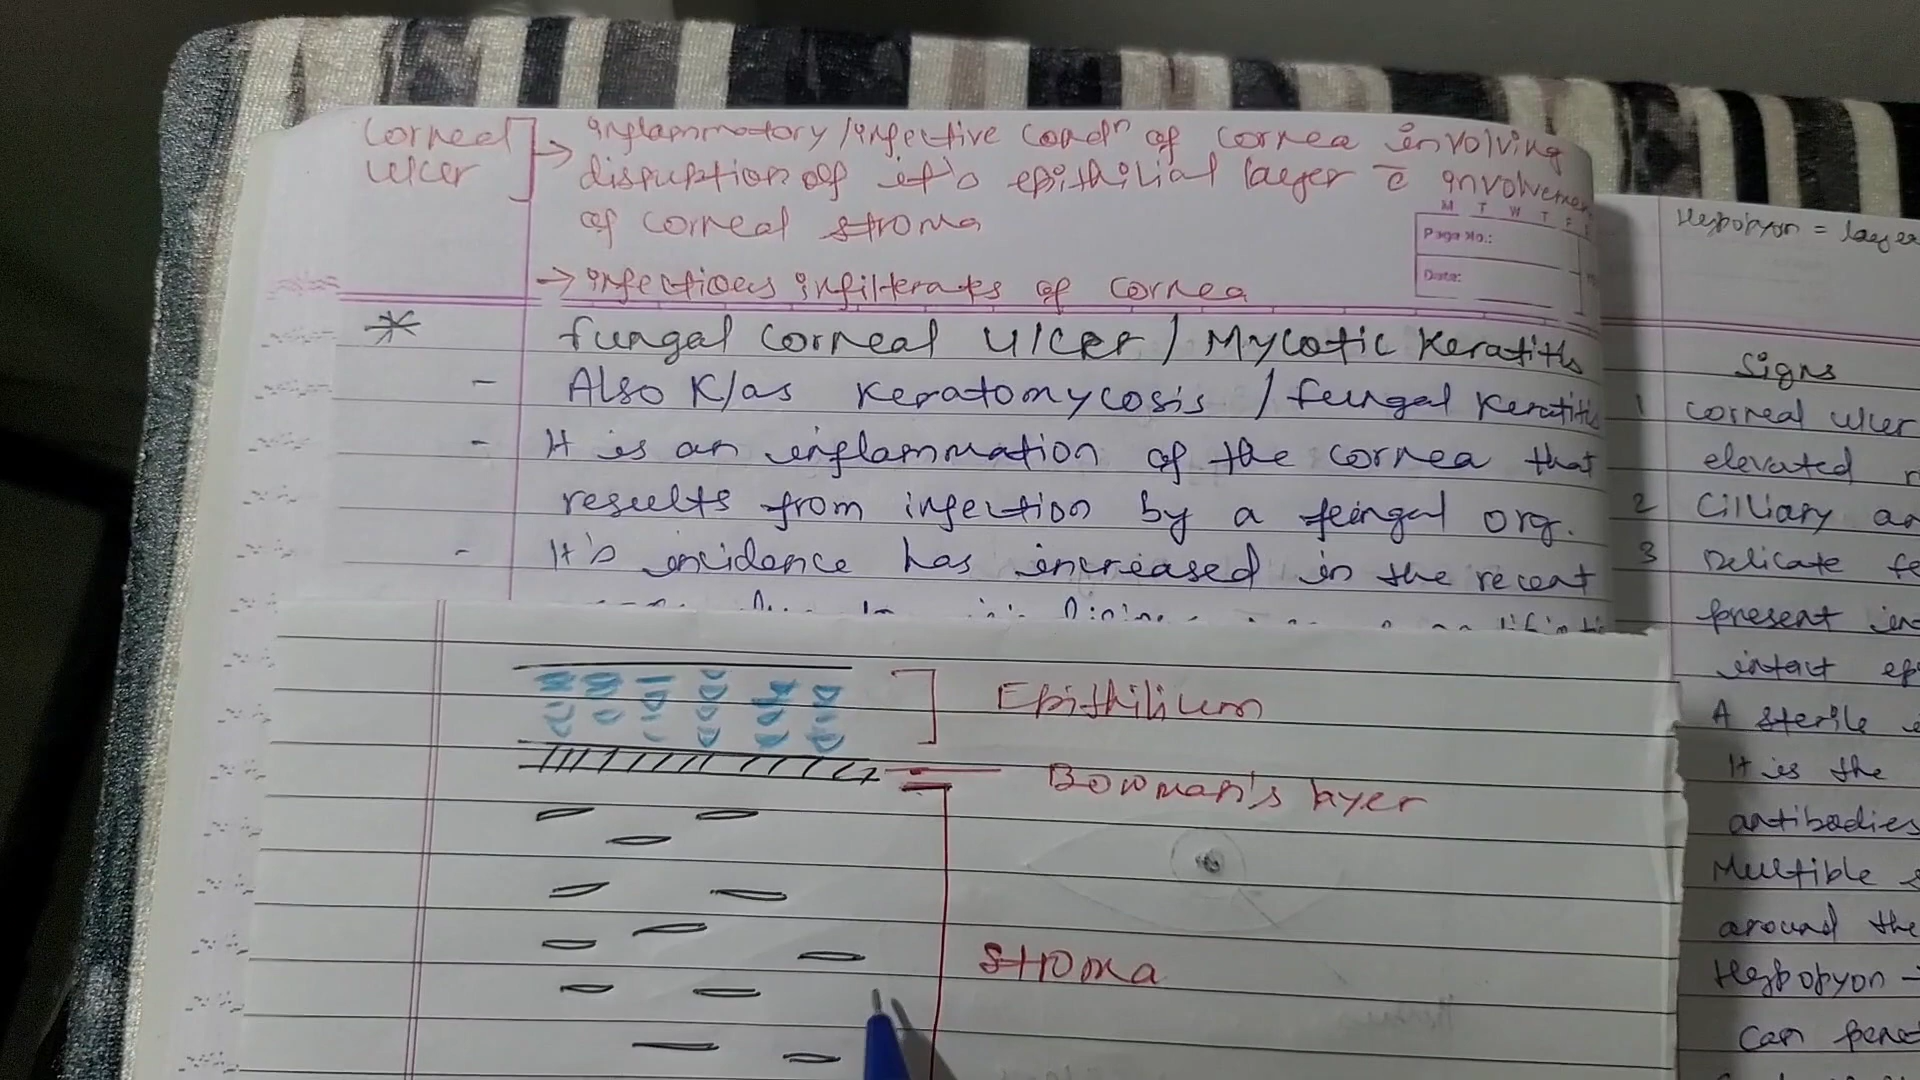 Corneal
Ulcer
→ inflammatory/infective condn of cornea involving
disruption of it's epithilial layer c̄ involvemen
of corneal stroma
→ infectious infilterates of cornea
M T W T F
Page No.:
Date:
* fungal Corneal Ulcer / Mycotic Keratitis
- Also K/as Keratomycosis / fungal Keratitis
- It is an inflammation of the cornea that
results from infection by a fungal org.
- It's incidence has increased in the recent
Epithilium
Bowman's layer
Stroma
Hypopyon = layer
Signs
1 Corneal ulcer
elevated
2 Cilliary
3 Delicate
present
intact
A sterile
It is the
antibodies
Multible
around the
Hypopyon -
can